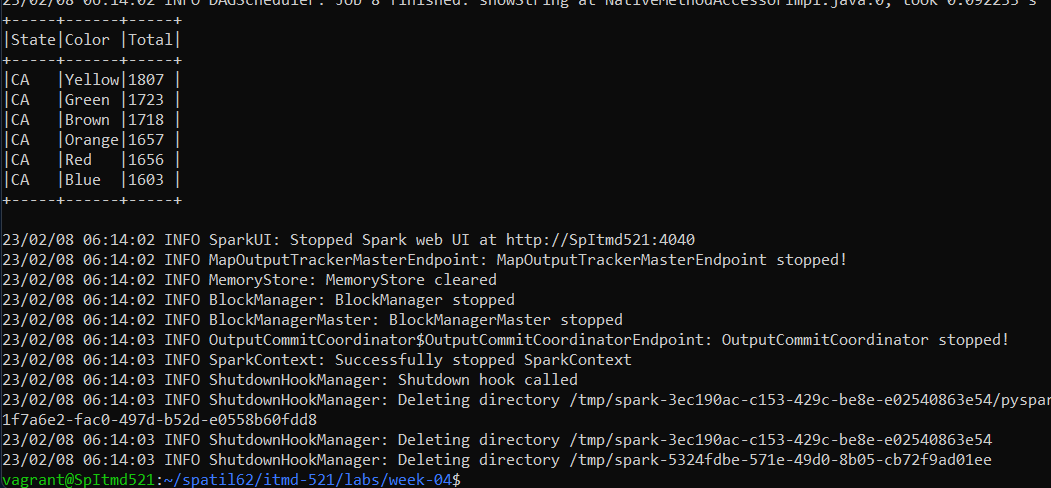 23/02/08 06:14:02 INFO DAGScheduler: Job 8 finished: showString at NativeMethodAccessorImpl.java:0, took 0.092255 s
+-----+------+-----+
|State|Color |Total|
+-----+------+-----+
|CA   |Yellow|1807 |
|CA   |Green |1723 |
|CA   |Brown |1718 |
|CA   |Orange|1657 |
|CA   |Red   |1656 |
|CA   |Blue  |1603 |
+-----+------+-----+
23/02/08 06:14:02 INFO SparkUI: Stopped Spark web UI at http://SpItmd521:4040
23/02/08 06:14:02 INFO MapOutputTrackerMasterEndpoint: MapOutputTrackerMasterEndpoint stopped!
23/02/08 06:14:02 INFO MemoryStore: MemoryStore cleared
23/02/08 06:14:02 INFO BlockManager: BlockManager stopped
23/02/08 06:14:02 INFO BlockManagerMaster: BlockManagerMaster stopped
23/02/08 06:14:03 INFO OutputCommitCoordinator$OutputCommitCoordinatorEndpoint: OutputCommitCoordinator stopped!
23/02/08 06:14:03 INFO SparkContext: Successfully stopped SparkContext
23/02/08 06:14:03 INFO ShutdownHookManager: Shutdown hook called
23/02/08 06:14:03 INFO ShutdownHookManager: Deleting directory /tmp/spark-3ec190ac-c153-429c-be8e-e02540863e54/pyspar
1f7a6e2-fac0-497d-b52d-e0558b60fdd8
23/02/08 06:14:03 INFO ShutdownHookManager: Deleting directory /tmp/spark-3ec190ac-c153-429c-be8e-e02540863e54
23/02/08 06:14:03 INFO ShutdownHookManager: Deleting directory /tmp/spark-5324fdbe-571e-49d0-8b05-cb72f9ad01ee
vagrant@SpItmd521:~/spatil62/itmd-521/labs/week-04$